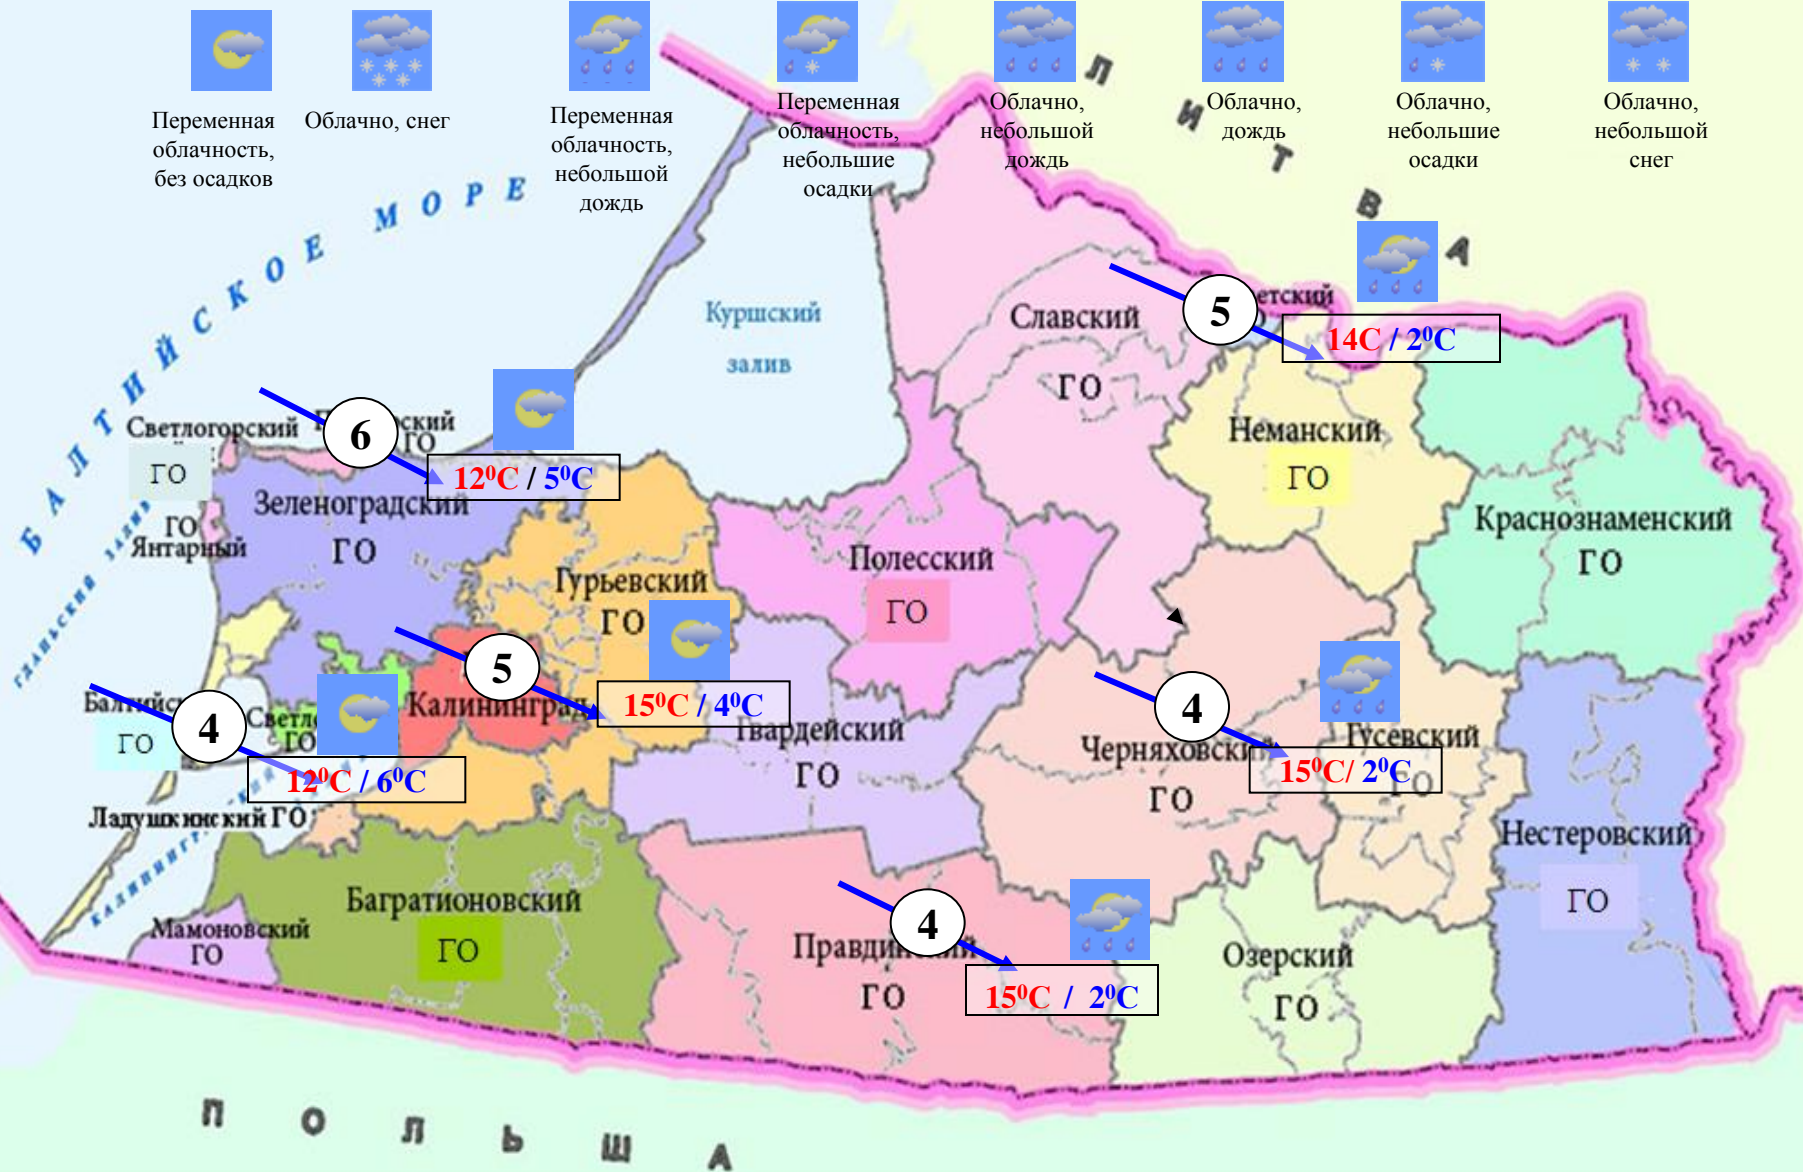 Переменная
облачность,
без осадков
Облачно, снег
Переменная
облачность,
небольшой
дождь
Переменная
облачность,
небольшие
осадки
Облачно,
небольшой
дождь
Облачно,
дождь
Облачно,
небольшие
осадки
Облачно,
небольшой
снег
ЛИТВА
БАЛТИЙСКОЕ МОРЕ
Куршский
залив
Славский
ГО
5
14С / 2⁰С
Неманский
ГО
Краснознаменский
ГО
Светлогорский
ГО
6
ГО
12⁰С / 5⁰С
Зеленоградский
ГО
ГО
Янтарный
Гурьевский
ГО
Полесский
ГО
5
Калининград
15⁰С / 4⁰С
4
ГО
ГО
12⁰С / 6⁰С
Гвардейский
ГО
4
Черняховский
ГО
15⁰С/ 2⁰С
Гусевский
ГО
Ладушкинский ГО
Нестеровский
ГО
Багратионовский
ГО
Мамоновский
ГО
4
Правдинский
ГО
15⁰С / 2⁰С
Озерский
ГО
ПОЛЬША